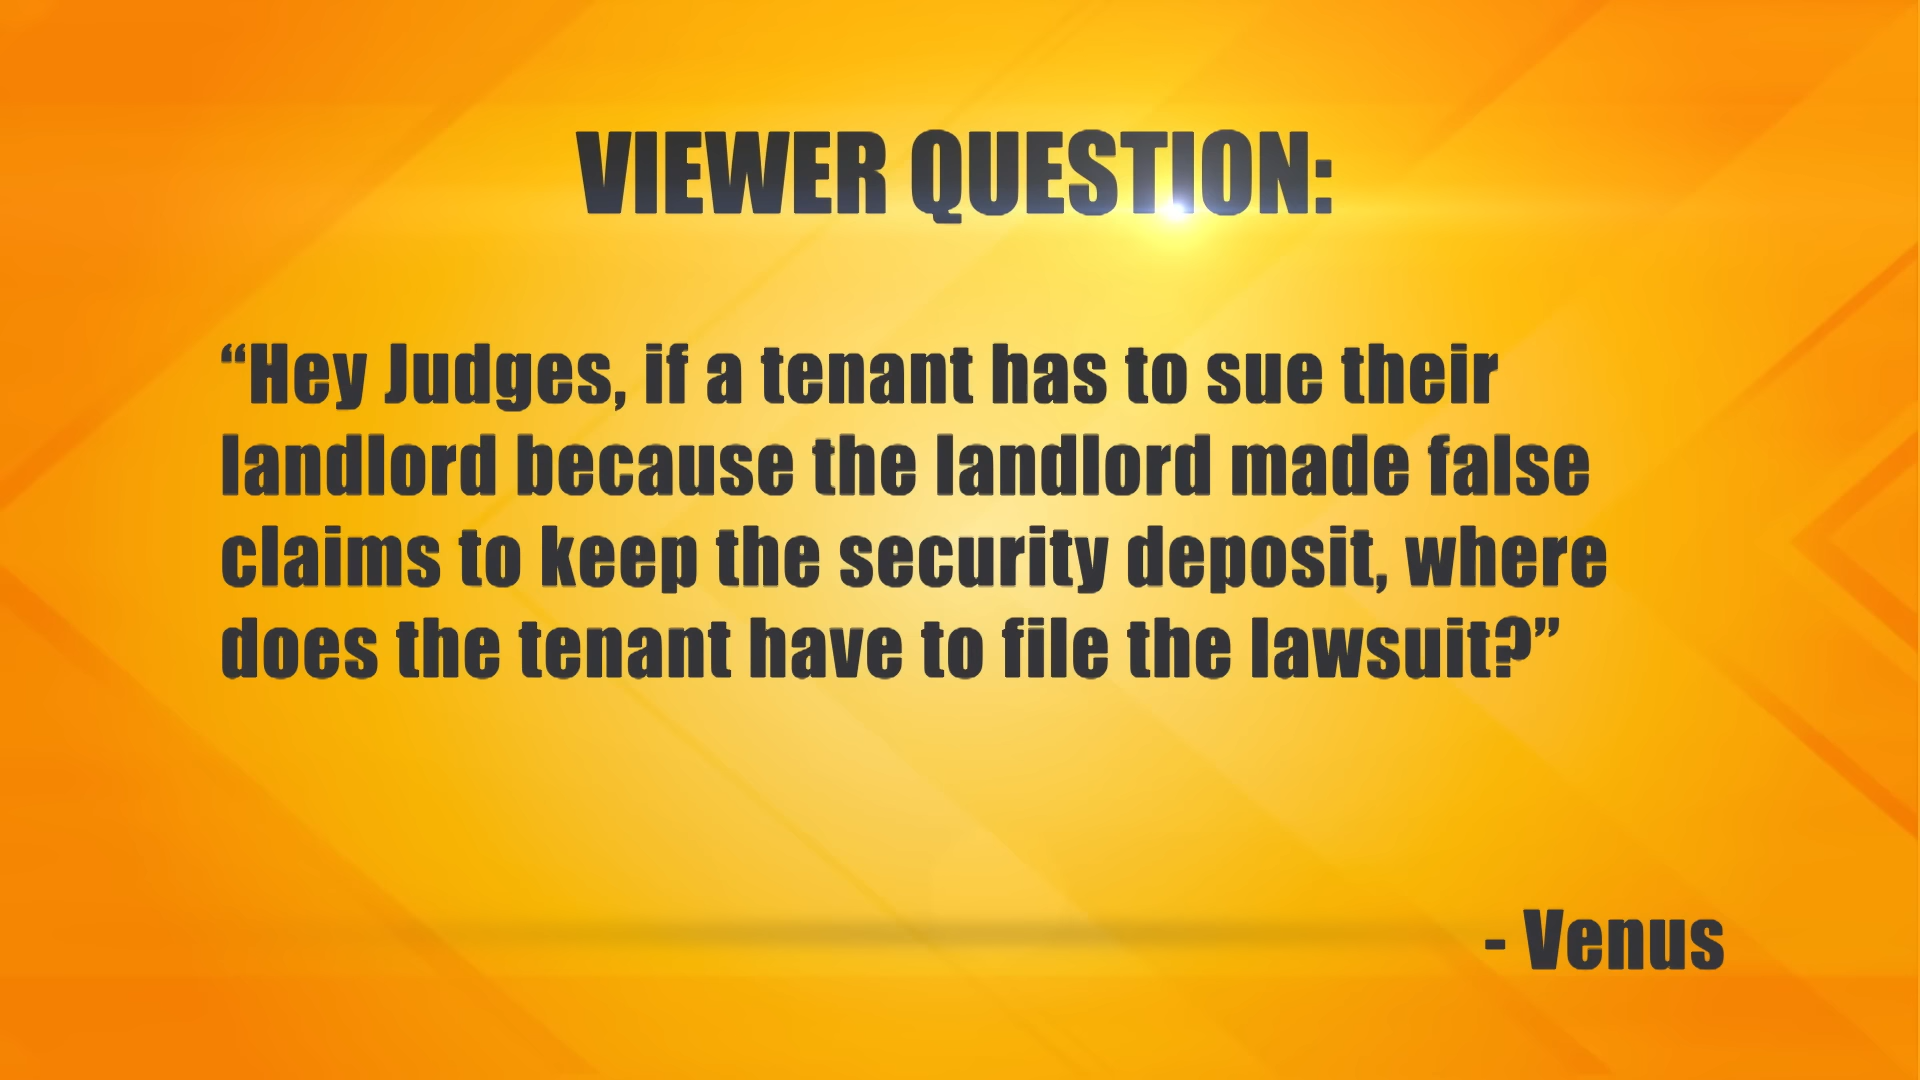 VIEWER QUESTION:
“Hey Judges, if a tenant has to sue their
landlord because the landlord made false
claims to keep the security deposit, where
does the tenant have to file the lawsuit?”
- Venus